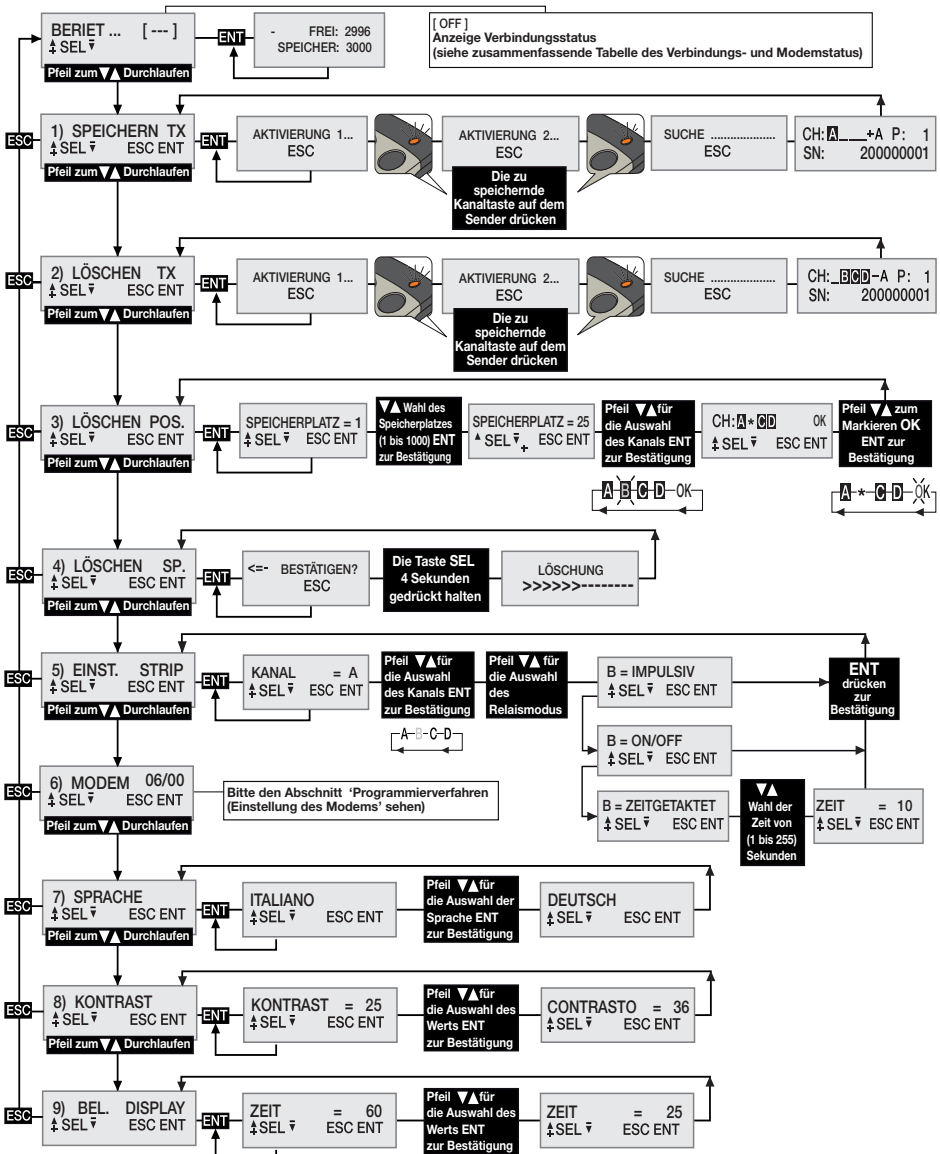 BERIET ... [ --- ]
SEL
Pfeil zum Durchlaufen
ENT
- FREI: 2996
SPEICHER: 3000
[ OFF ]
Anzeige Verbindungsstatus
(siehe zusammenfassende Tabelle des Verbindungs- und Modemstatus)
ESC
1) SPEICHERN TX
SEL ESC ENT
Pfeil zum Durchlaufen
ENT
AKTIVIERUNG 1...
ESC
AKTIVIERUNG 2...
ESC
Die zu
speichernde
Kanaltaste auf dem
Sender drücken
SUCHE ....................
ESC
CH:A___+A P: 1
SN: 200000001
ESC
2) LÖSCHEN TX
SEL ESC ENT
Pfeil zum Durchlaufen
ENT
AKTIVIERUNG 1...
ESC
AKTIVIERUNG 2...
ESC
Die zu
speichernde
Kanaltaste auf dem
Sender drücken
SUCHE ....................
ESC
CH:_BCD-A P: 1
SN: 200000001
ESC
3) LÖSCHEN POS.
SEL ESC ENT
Pfeil zum Durchlaufen
ENT
SPEICHERPLATZ = 1
SEL ESC ENT
Wahl des
Speicherplatzes
(1 bis 1000) ENT
zur Bestätigung
SPEICHERPLATZ = 25
SEL + ESC ENT
Pfeil für
die Auswahl
des Kanals ENT
zur Bestätigung
A-B-C-D-OK
CH:A*CD OK
SEL ESC ENT
Pfeil zum
Markieren OK
ENT zur
Bestätigung
A-*-C-D-OK
ESC
4) LÖSCHEN SP.
SEL ESC ENT
Pfeil zum Durchlaufen
ENT
<=- BESTÄTIGEN?
ESC
Die Taste SEL
4 Sekunden
gedrückt halten
LÖSCHUNG
>>>>>>--------
ESC
5) EINST. STRIP
SEL ESC ENT
Pfeil zum Durchlaufen
ENT
KANAL = A
SEL ESC ENT
Pfeil für
die Auswahl
des Kanals ENT
zur Bestätigung
A-B-C-D
Pfeil für
die Auswahl
des
Relaismodus
B = IMPULSIV
SEL ESC ENT
B = ON/OFF
SEL ESC ENT
B = ZEITGETAKTET
SEL ESC ENT
Wahl der
Zeit von
(1 bis 255)
Sekunden
ZEIT = 10
SEL ESC ENT
ENT
drücken
zur
Bestätigung
ESC
6) MODEM 06/00
SEL ESC ENT
Pfeil zum Durchlaufen
Bitte den Abschnitt 'Programmierverfahren
(Einstellung des Modems' sehen)
ESC
7) SPRACHE
SEL ESC ENT
Pfeil zum Durchlaufen
ENT
ITALIANO
SEL ESC ENT
Pfeil für
die Auswahl der
Sprache ENT
zur Bestätigung
DEUTSCH
SEL ESC ENT
ESC
8) KONTRAST
SEL ESC ENT
Pfeil zum Durchlaufen
ENT
KONTRAST = 25
SEL ESC ENT
Pfeil für
die Auswahl des
Werts ENT
zur Bestätigung
CONTRASTO = 36
SEL ESC ENT
ESC
9) BEL. DISPLAY
SEL ESC ENT
ENT
ZEIT = 60
SEL ESC ENT
Pfeil für
die Auswahl des
Werts ENT
zur Bestätigung
ZEIT = 25
SEL ESC ENT